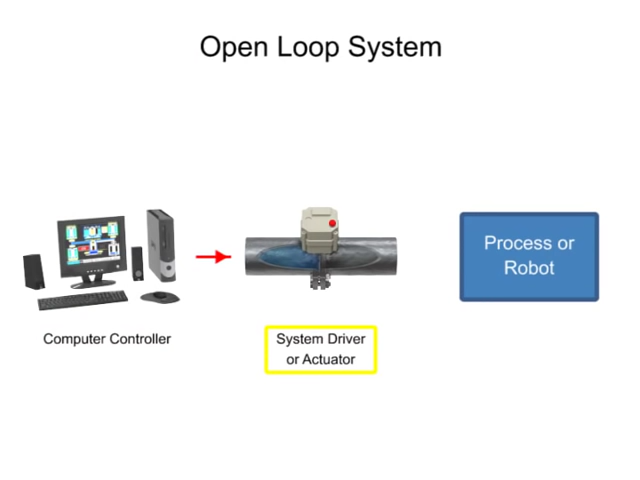 Open Loop System
Process or
Robot
Computer Controller
System Driver
or Actuator